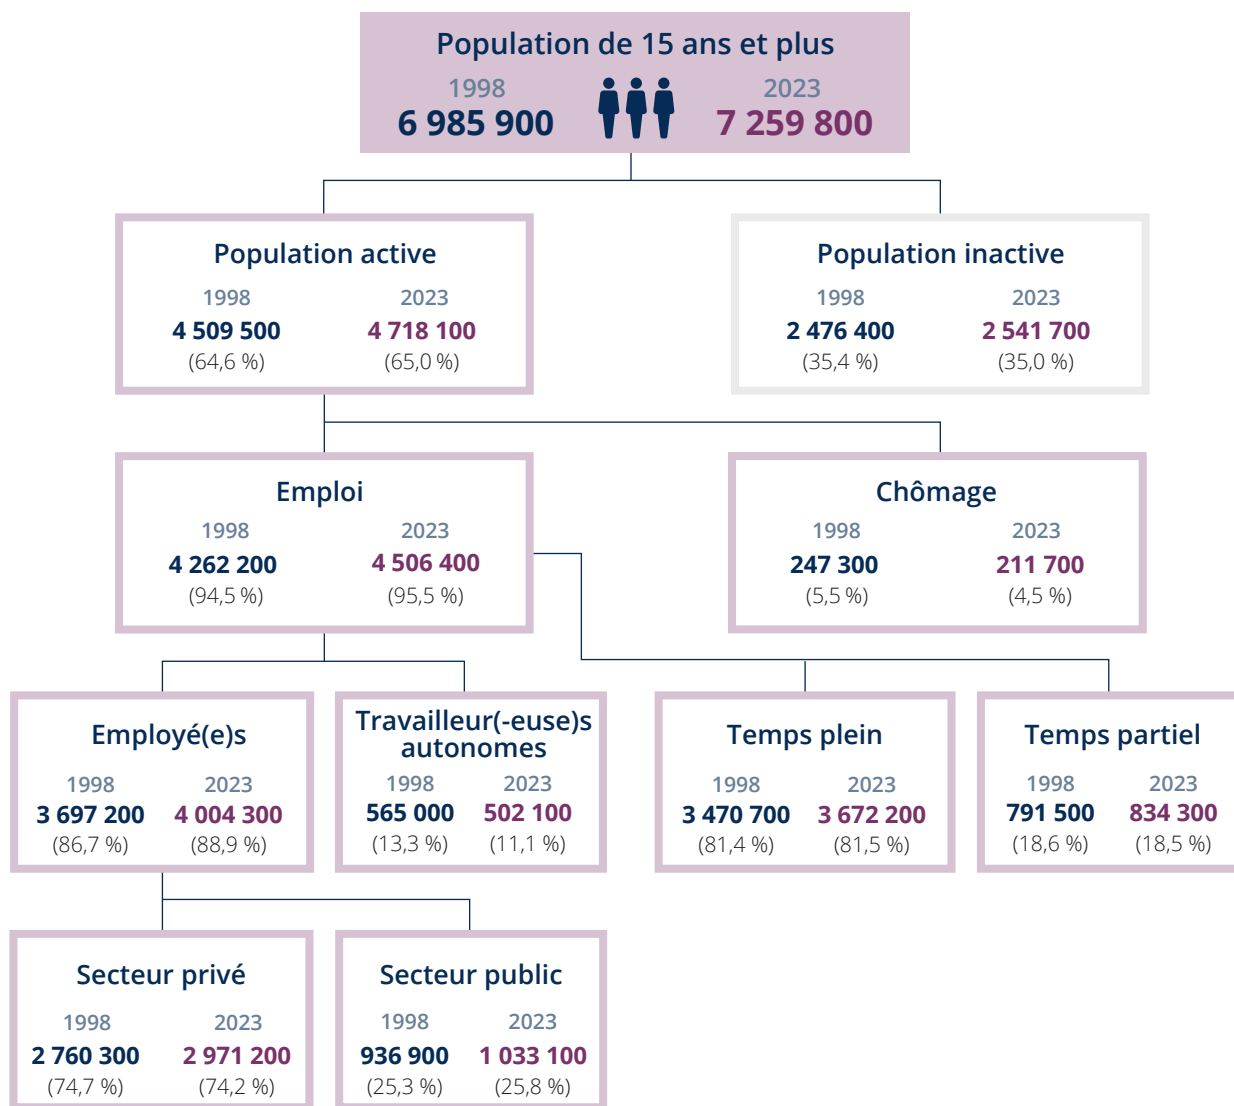 Population de 15 ans et plus
1998
6 985 900
2023
7 259 800
Population active
1998
4 509 500
(64,6 %)
2023
4 718 100
(65,0 %)
Population inactive
1998
2 476 400
(35,4 %)
2023
2 541 700
(35,0 %)
Emploi
1998
4 262 200
(94,5 %)
2023
4 506 400
(95,5 %)
Chômage
1998
247 300
(5,5 %)
2023
211 700
(4,5 %)
Employé(e)s
1998
3 697 200
(86,7 %)
2023
4 004 300
(88,9 %)
Travailleur(-euse)s
autonomes
1998
565 000
(13,3 %)
2023
502 100
(11,1 %)
Temps plein
1998
3 470 700
(81,4 %)
2023
3 672 200
(81,5 %)
Temps partiel
1998
791 500
(18,6 %)
2023
834 300
(18,5 %)
Secteur privé
1998
2 760 300
(74,7 %)
2023
2 971 200
(74,2 %)
Secteur public
1998
936 900
(25,3 %)
2023
1 033 100
(25,8 %)